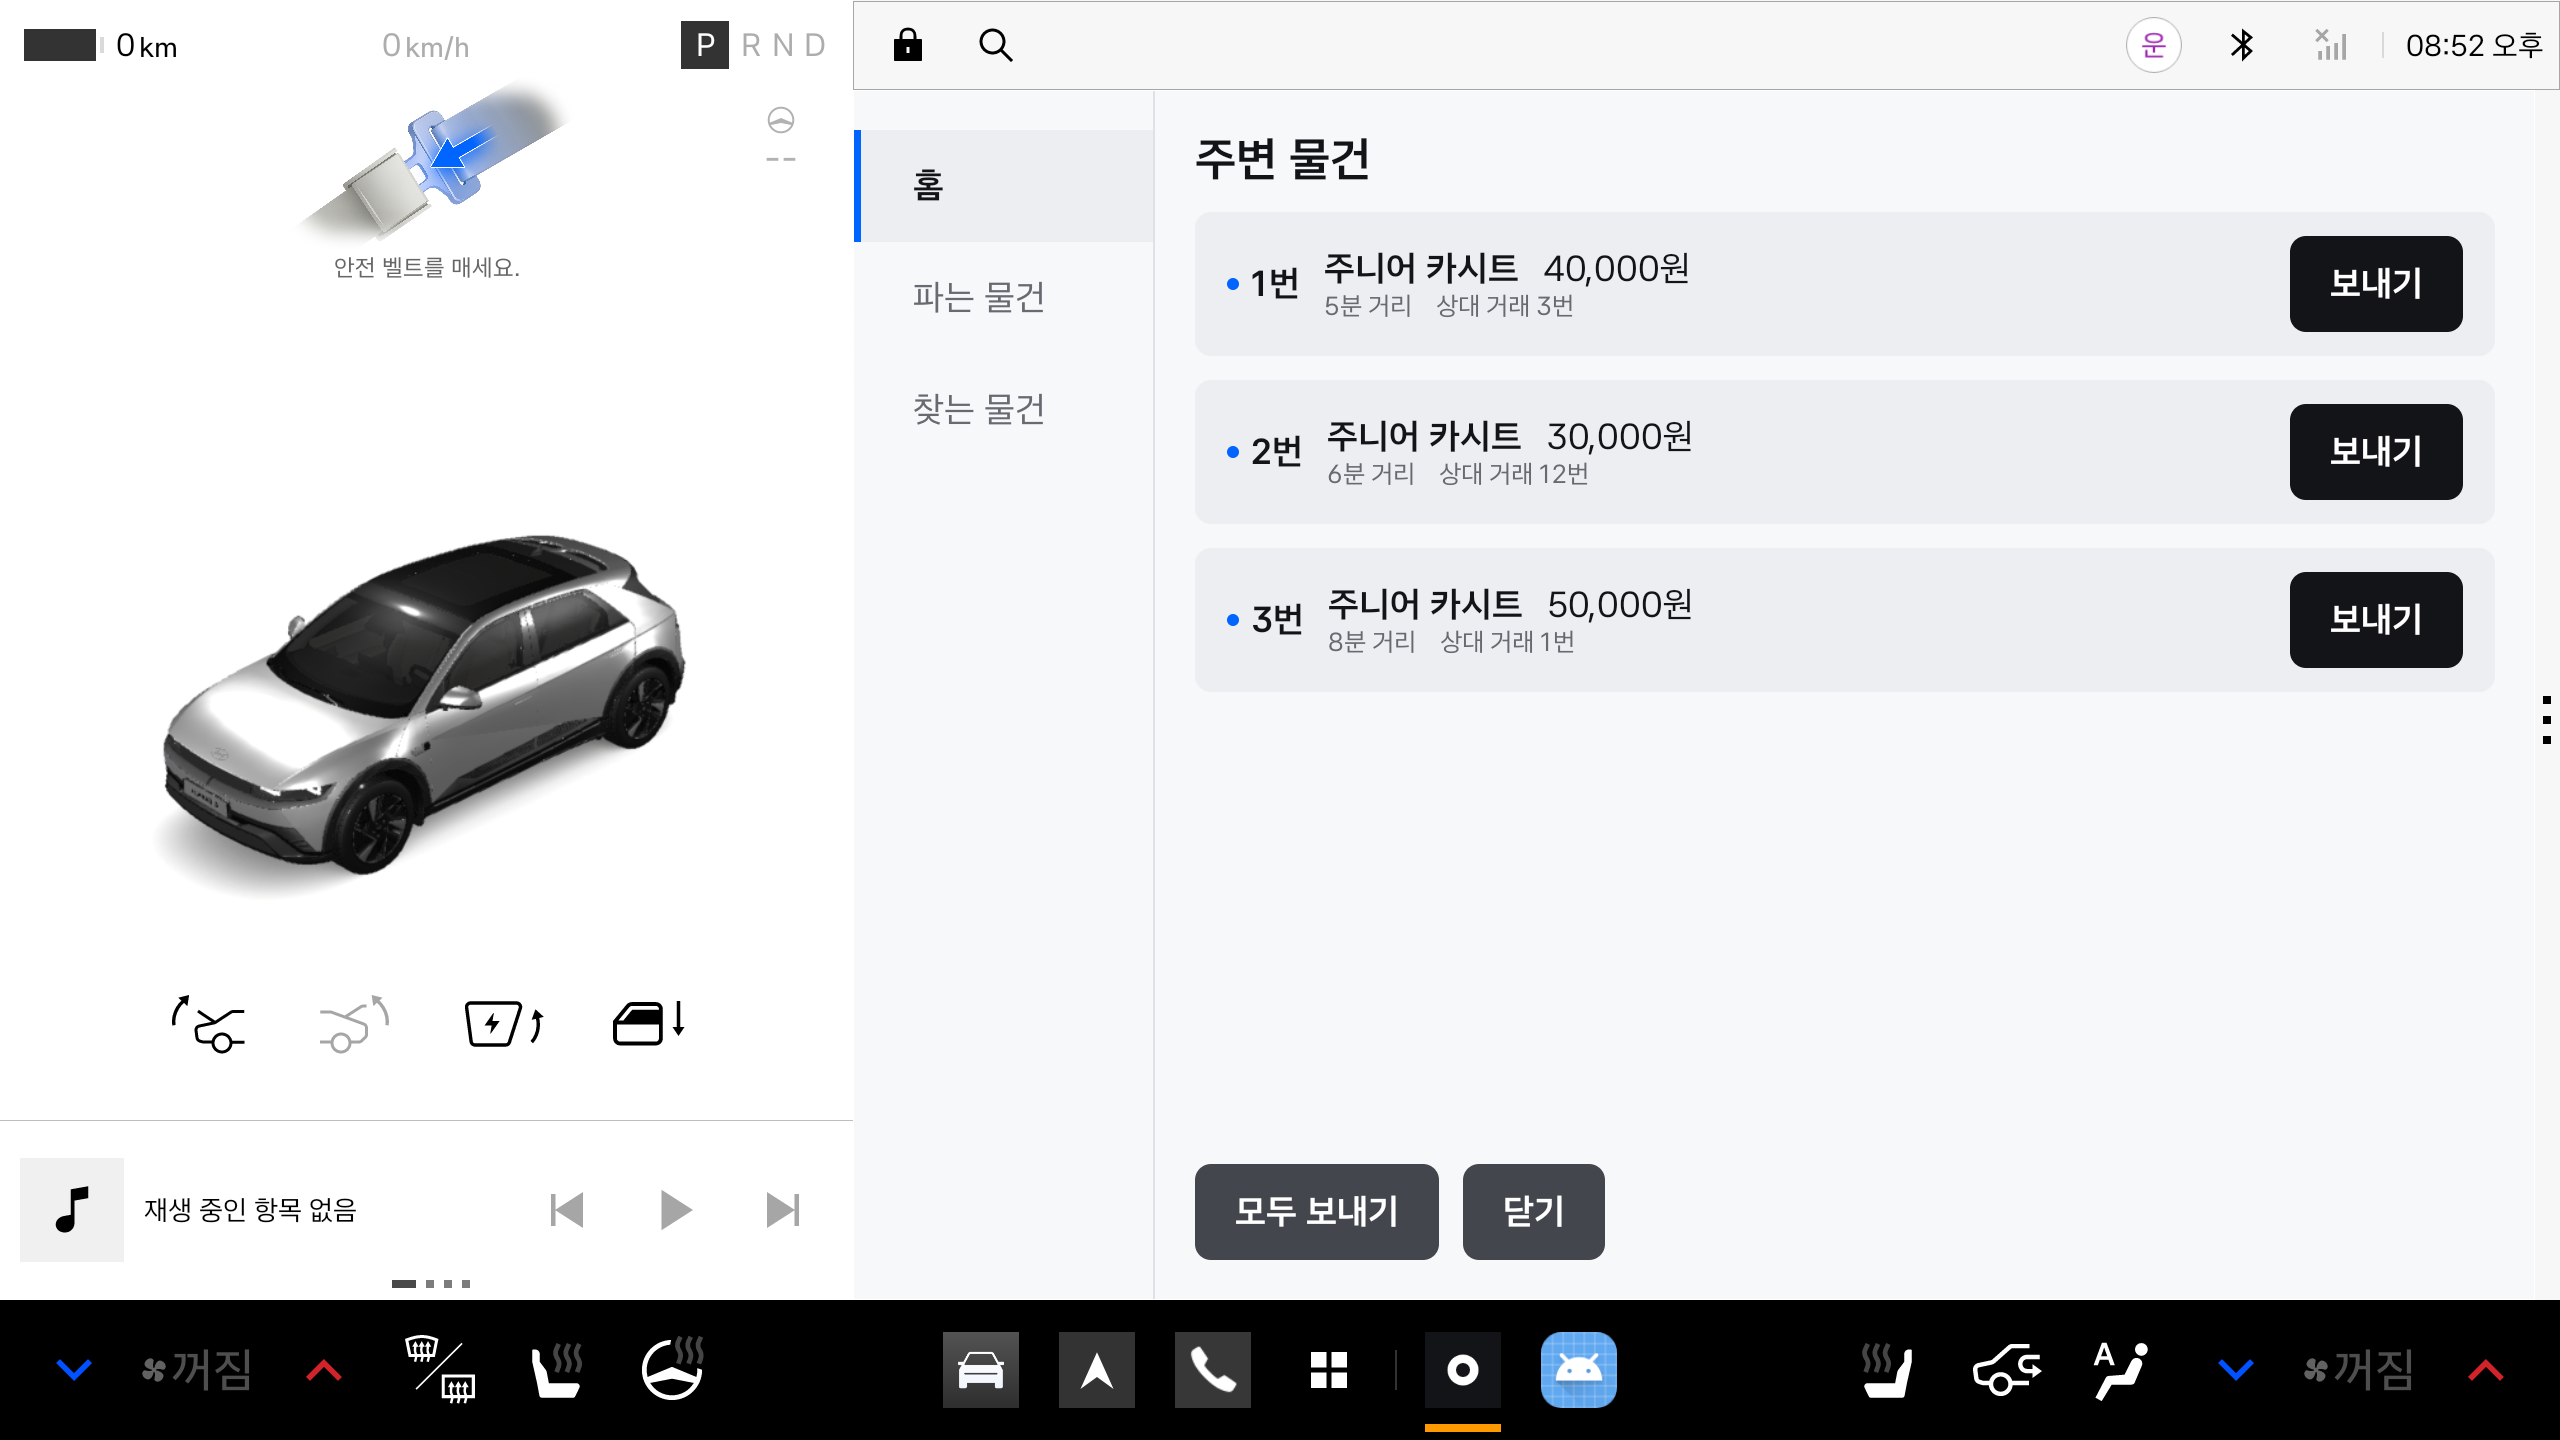 0 km
0 km/h
P R N D
08:52 오후
운
안전 벨트를 매세요.
--
홈
파는 물건
찾는 물건
주변 물건
1번 주니어 카시트 40,000원
5분 거리 상대 거래 3번
보내기
2번 주니어 카시트 30,000원
6분 거리 상대 거래 12번
보내기
3번 주니어 카시트 50,000원
8분 거리 상대 거래 1번
보내기
모두 보내기
닫기
재생 중인 항목 없음
꺼짐
A
꺼짐